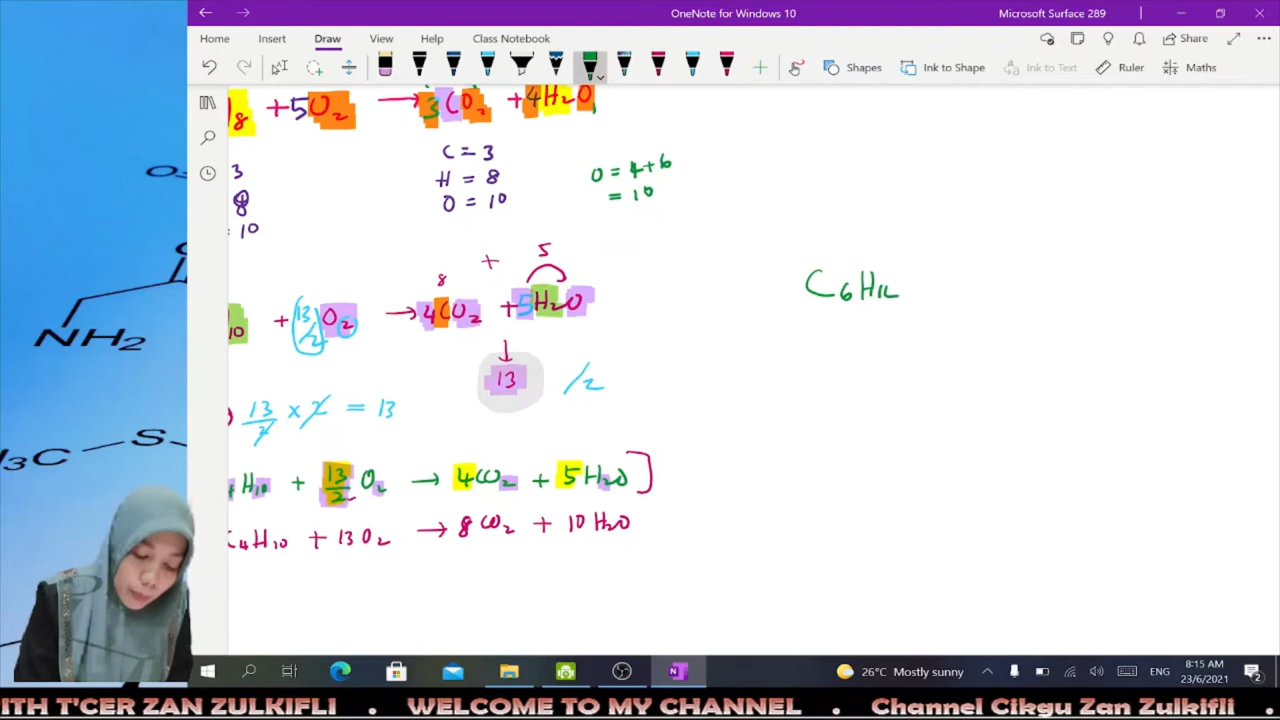 OneNote for Windows 10
Microsoft Surface 289
Home Insert Draw View Help Class Notebook
Share
Shapes Ink to Shape Ink to Text Ruler Maths
8 + 5O2 → 3CO2 + 4H2O
3
8
= 10
C = 3
H = 8
O = 10
O = 4+6
= 10
+ 5
8
10 + 13/2 O2 → 4CO2 + 5H2O
↓
13 /2
13/2 × 2 = 13
4H10 + 13/2 O2 → 4CO2 + 5H2O ]
C4H10 + 13O2 → 8CO2 + 10H2O
C6H12
O
O
NH2
H3C S
26°C Mostly sunny
ENG
8:15 AM
23/6/2021
2
ITH T'CER ZAN ZULKIFLI . WELCOME TO MY CHANNEL . Channel Cikgu Zan Zulkifli